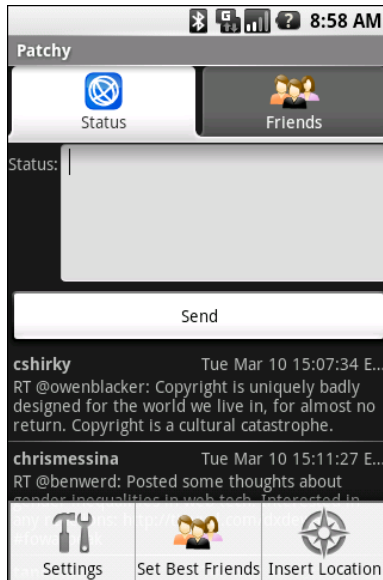 8:58 AM
Patchy
Status
Friends
Status:
Send
cshirky Tue Mar 10 15:07:34 E...
RT @owenblacker: Copyright is uniquely badly
designed for the world we live in, for almost no
return. Copyright is a cultural catastrophe.
chrismessina Tue Mar 10 15:11:27 E...
RT @benwerd: Posted some thoughts about
gender inequalities in web tech. Interested in
any
Settings
Set Best Friends
Insert Location